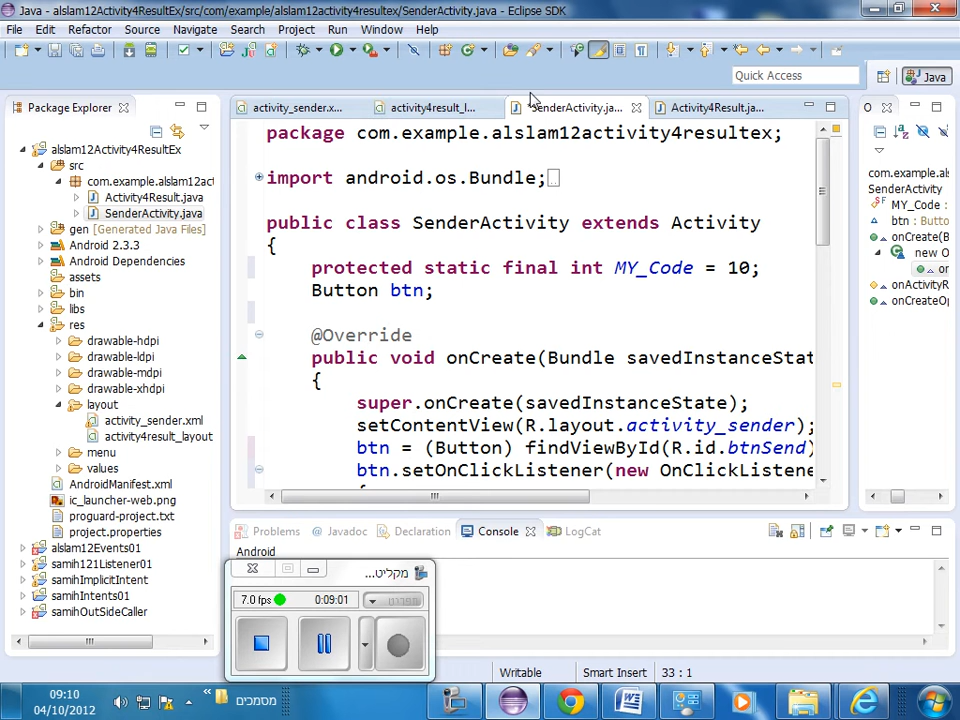 Java - alslam12Activity4ResultEx/src/com/example/alslam12activity4resultex/SenderActivity.java - Eclipse SDK
File Edit Refactor Source Navigate Search Project Run Window Help
Quick Access
Java
Package Explorer
activity_sender.x...
activity4result_l...
SenderActivity.ja...
Activity4Result.ja...
O
alslam12Activity4ResultEx
src
com.example.alslam12act
Activity4Result.java
SenderActivity.java
gen [Generated Java Files]
Android 2.3.3
Android Dependencies
assets
bin
libs
res
drawable-hdpi
drawable-ldpi
drawable-mdpi
drawable-xhdpi
layout
activity_sender.xml
activity4result_layout
menu
values
AndroidManifest.xml
ic_launcher-web.png
proguard-project.txt
project.properties
alslam12Events01
samih121Listener01
samihImplicitIntent
samihIntents01
samihOutSideCaller
package com.example.alslam12activity4resultex;
import android.os.Bundle;
public class SenderActivity extends Activity
{
protected static final int MY_Code = 10;
Button btn;
@Override
public void onCreate(Bundle savedInstanceStat
{
super.onCreate(savedInstanceState);
setContentView(R.layout.activity_sender);
btn = (Button) findViewById(R.id.btnSend)
btn.setOnClickListener(new OnClickListene
com.example.als
SenderActivity
MY_Code :
btn : Butto
onCreate(B
new O
on
onActivityR
onCreateOp
Problems
@ Javadoc
Declaration
Console
LogCat
Android
מקליט...
7.0 fps
0:09:01
תפריט
Writable
Smart Insert
33 : 1
09:10
04/10/2012
מסמכים